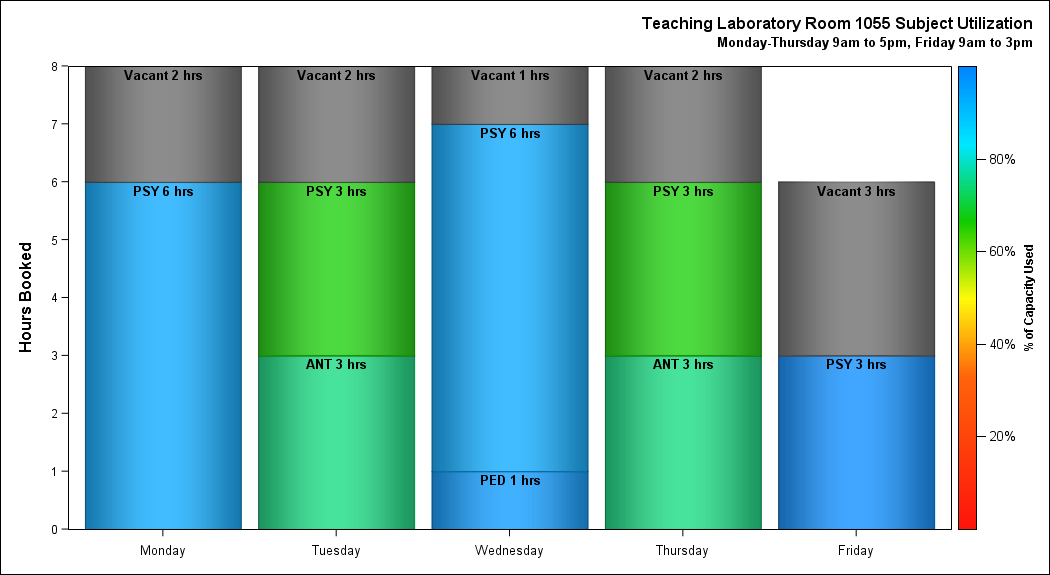 Teaching Laboratory Room 1055 Subject Utilization
Monday-Thursday 9am to 5pm, Friday 9am to 3pm
Hours Booked
8
7
6
5
4
3
2
1
0
Vacant 2 hrs
PSY 6 hrs
Vacant 2 hrs
PSY 3 hrs
ANT 3 hrs
Vacant 1 hrs
PSY 6 hrs
PED 1 hrs
Vacant 2 hrs
PSY 3 hrs
ANT 3 hrs
Vacant 3 hrs
PSY 3 hrs
Monday
Tuesday
Wednesday
Thursday
Friday
80%
60%
40%
20%
% of Capacity Used